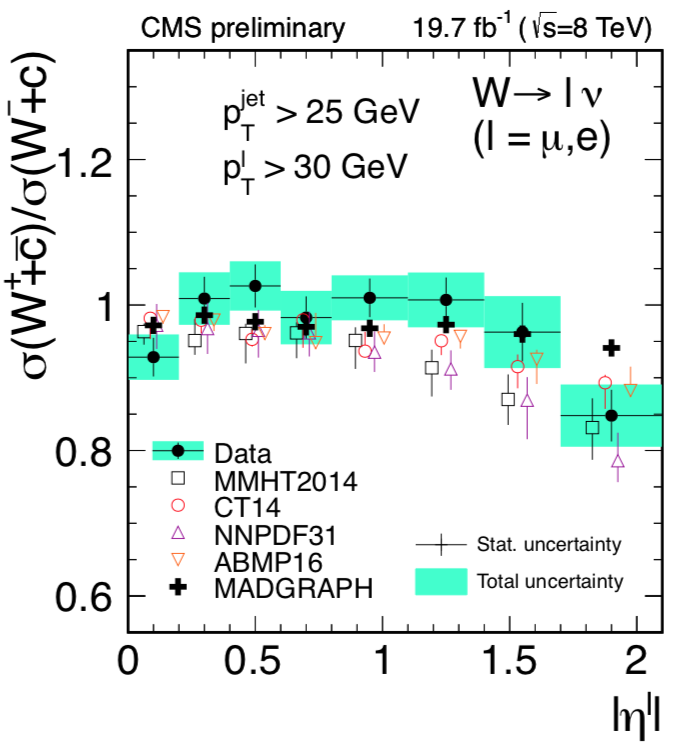 CMS preliminary 19.7 fb⁻¹ (√s=8 TeV)
σ(W⁺+c̄)/σ(W⁻+c)
p_T^jet > 25 GeV
p_T^l > 30 GeV
W→ l ν
(l = μ,e)
1.2
1
0.8
0.6
Data
MMHT2014
CT14
NNPDF31
ABMP16
MADGRAPH
Stat. uncertainty
Total uncertainty
0 0.5 1 1.5 2
|η^l|